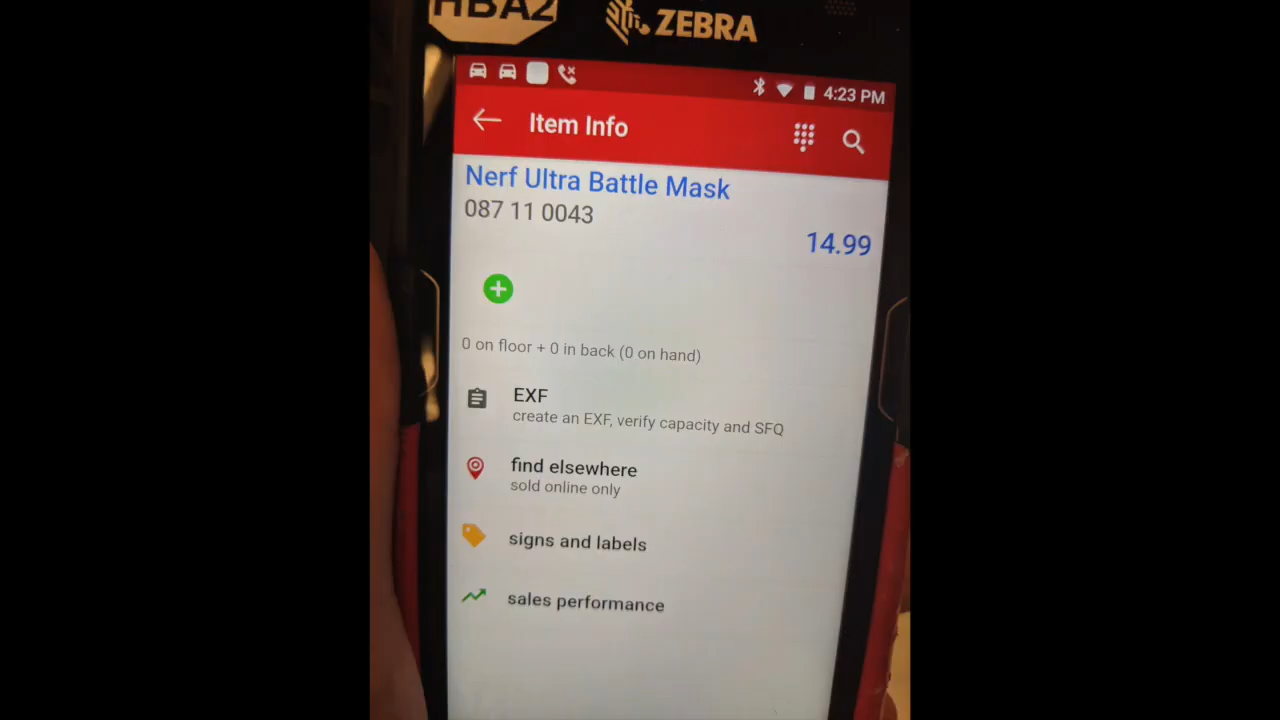 HBA2
ZEBRA
4:23 PM
Item Info
Nerf Ultra Battle Mask
087 11 0043
14.99
0 on floor + 0 in back (0 on hand)
EXF
create an EXF, verify capacity and SFQ
find elsewhere
sold online only
signs and labels
sales performance